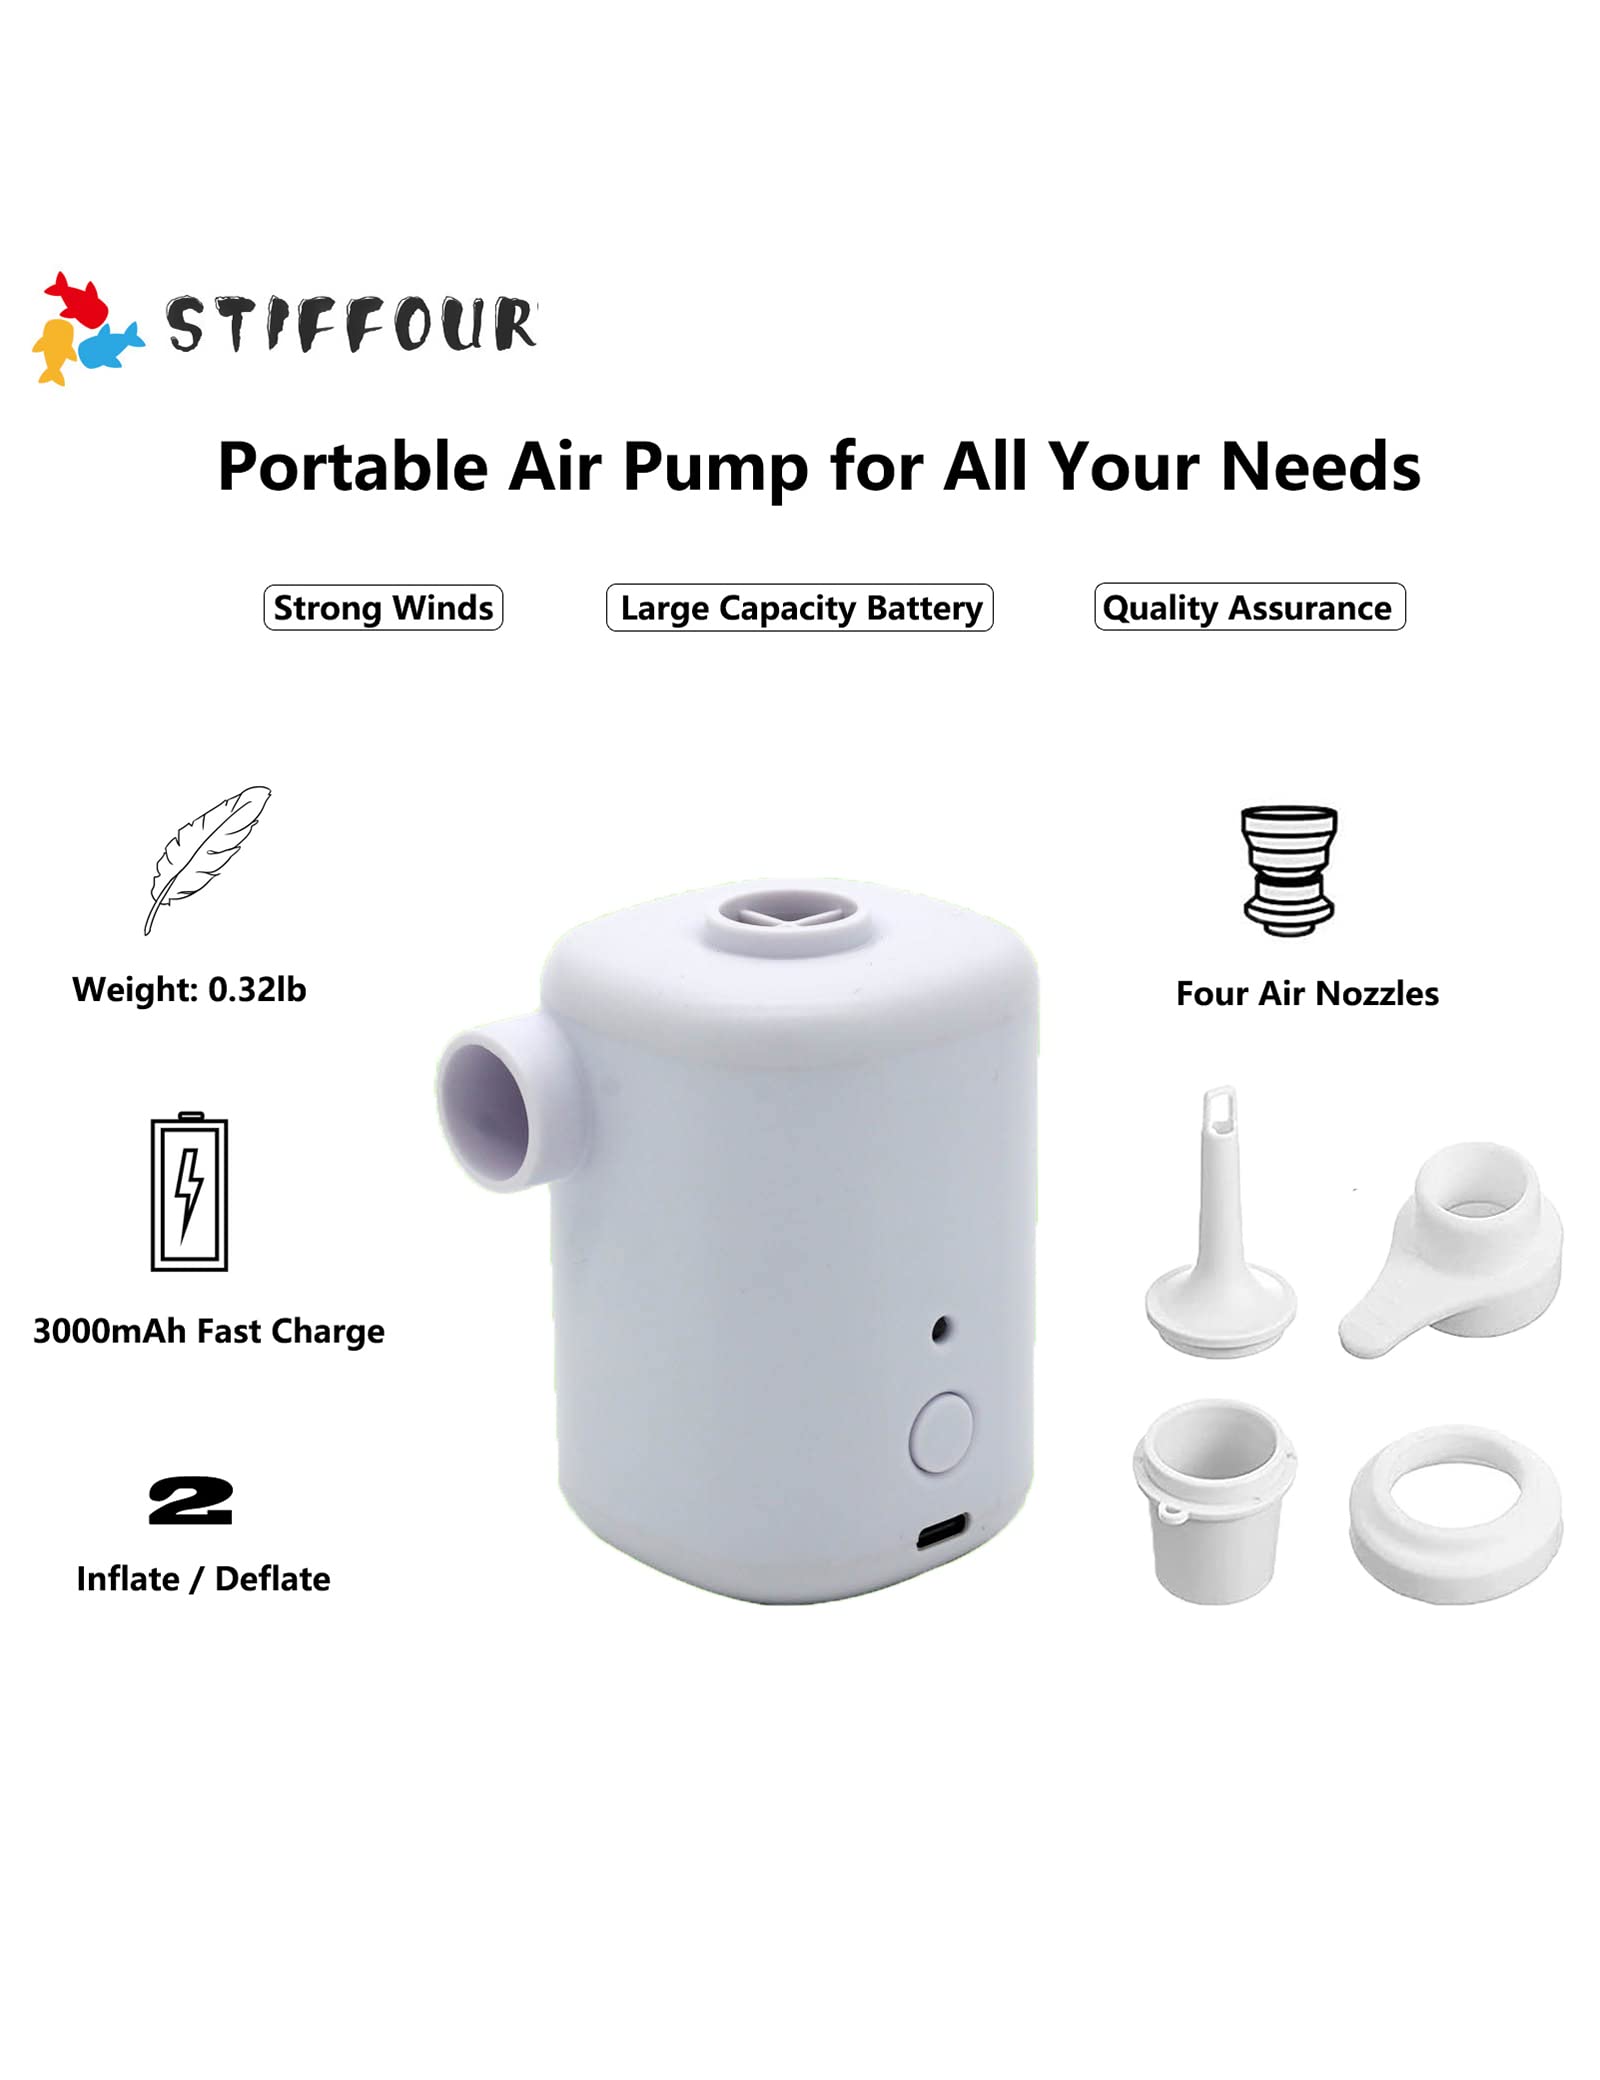 STIFFOUR
Portable Air Pump for All Your Needs
Strong Winds
Large Capacity Battery
Quality Assurance
Weight: 0.32lb
Four Air Nozzles
3000mAh Fast Charge
2
Inflate / Deflate